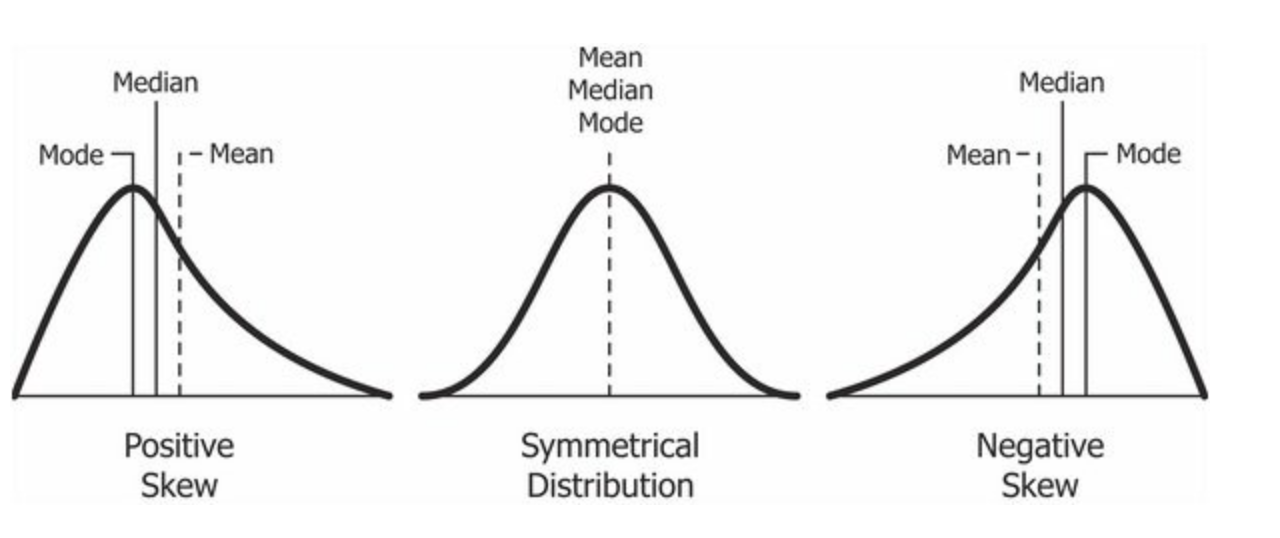 Median
Mode
Mean
Positive
Skew
Mean
Median
Mode
Symmetrical
Distribution
Median
Mean
Mode
Negative
Skew